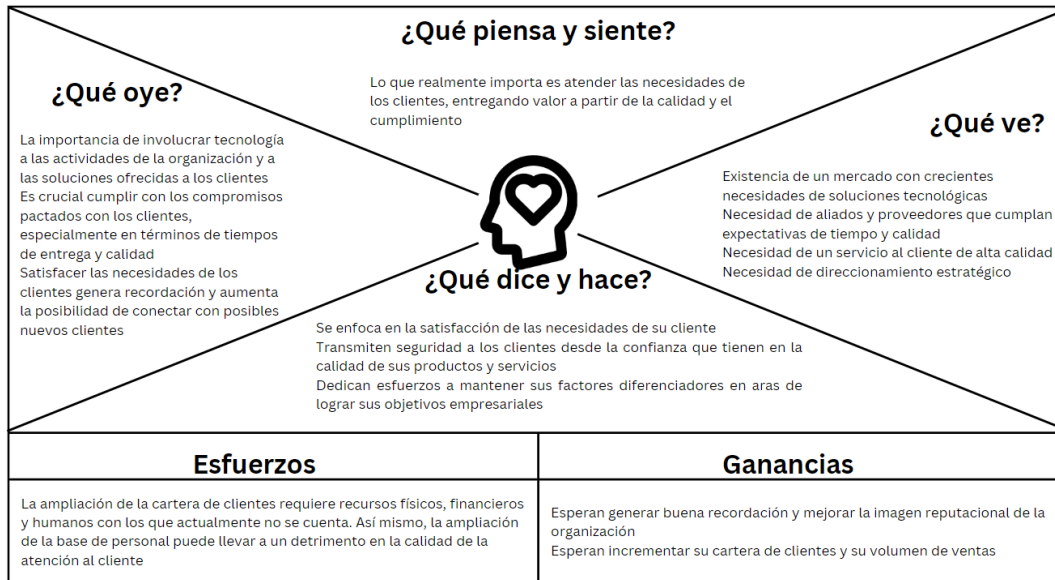 ¿Qué piensa y siente?
Lo que realmente importa es atender las necesidades de
los clientes, entregando valor a partir de la calidad y el
cumplimiento
¿Qué oye?
La importancia de involucrar tecnología
a las actividades de la organización y a
las soluciones ofrecidas a los clientes
Es crucial cumplir con los compromisos
pactados con los clientes,
especialmente en términos de tiempos
de entrega y calidad
Satisfacer las necesidades de los
clientes genera recordación y aumenta
la posibilidad de conectar con posibles
nuevos clientes
¿Qué ve?
Existencia de un mercado con crecientes
necesidades de soluciones tecnológicas
Necesidad de aliados y proveedores que cumplan
expectativas de tiempo y calidad
Necesidad de un servicio al cliente de alta calidad
Necesidad de direccionamiento estratégico
¿Qué dice y hace?
Se enfoca en la satisfacción de las necesidades de su cliente
Transmiten seguridad a los clientes desde la confianza que tienen en la
calidad de sus productos y servicios
Dedican esfuerzos a mantener sus factores diferenciadores en aras de
lograr sus objetivos empresariales
Esfuerzos
La ampliación de la cartera de clientes requiere recursos físicos, financieros
y humanos con los que actualmente no se cuenta. Así mismo, la ampliación
de la base de personal puede llevar a un detrimento en la calidad de la
atención al cliente
Ganancias
Esperan generar buena recordación y mejorar la imagen reputacional de la
organización
Esperan incrementar su cartera de clientes y su volumen de ventas